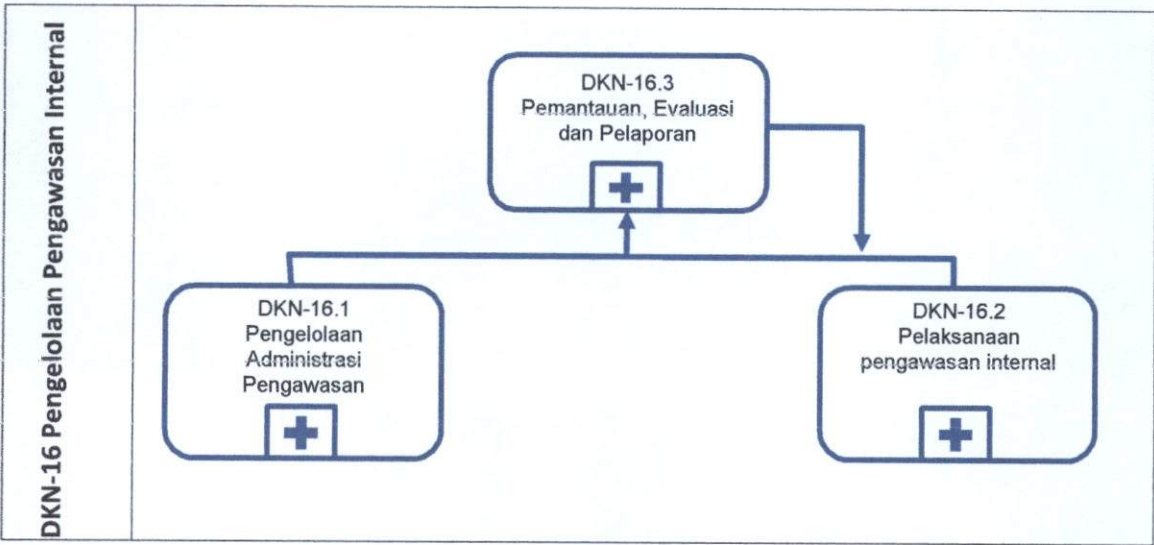 DKN-16 Pengelolaan Pengawasan Internal
DKN-16.3
Pemantauan, Evaluasi
dan Pelaporan
DKN-16.1
Pengelolaan
Administrasi
Pengawasan
DKN-16.2
Pelaksanaan
pengawasan internal